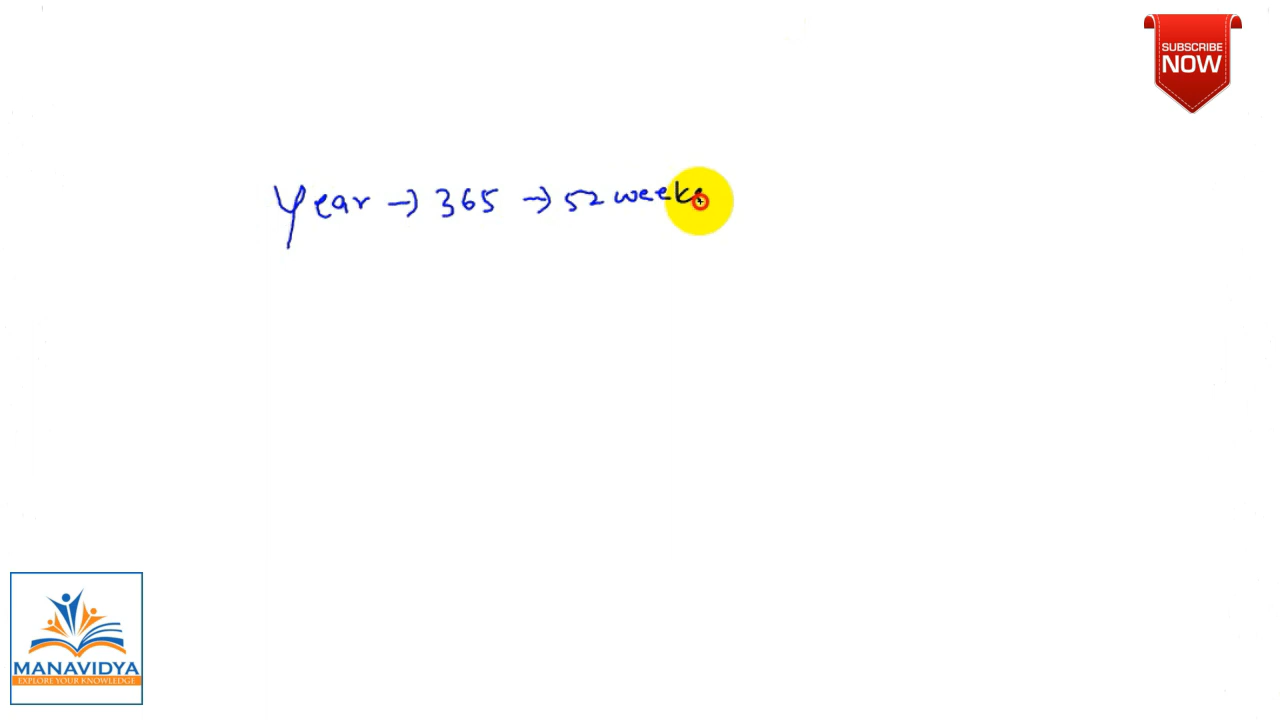 SUBSCRIBE
NOW
Year → 365 → 52 weeks
MANAVIDYA
EXPLORE YOUR KNOWLEDGE